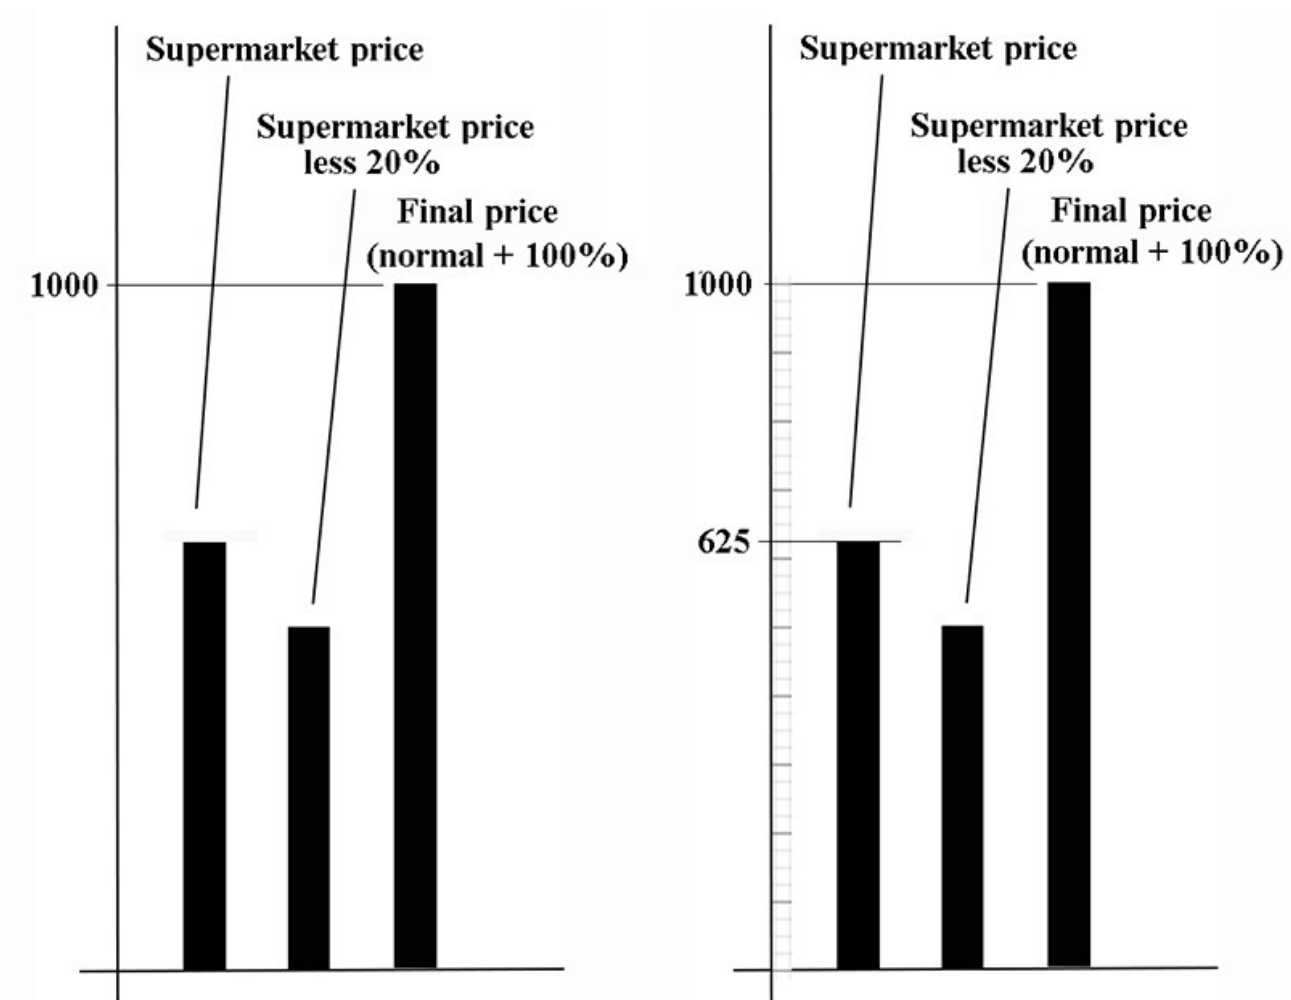 Supermarket price
Supermarket price
less 20%
Final price
(normal + 100%)
1000
Supermarket price
Supermarket price
less 20%
Final price
(normal + 100%)
1000
625